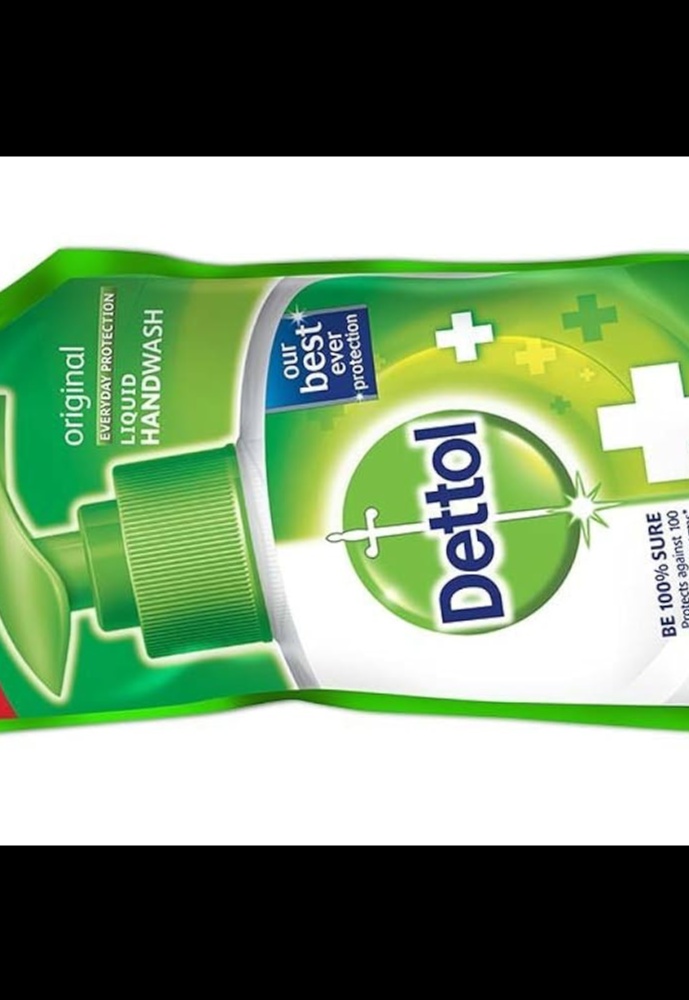 original
EVERYDAY PROTECTION
LIQUID
HANDWASH
our
best
ever
protection
Dettol
BE 100% SURE
Protects against 100